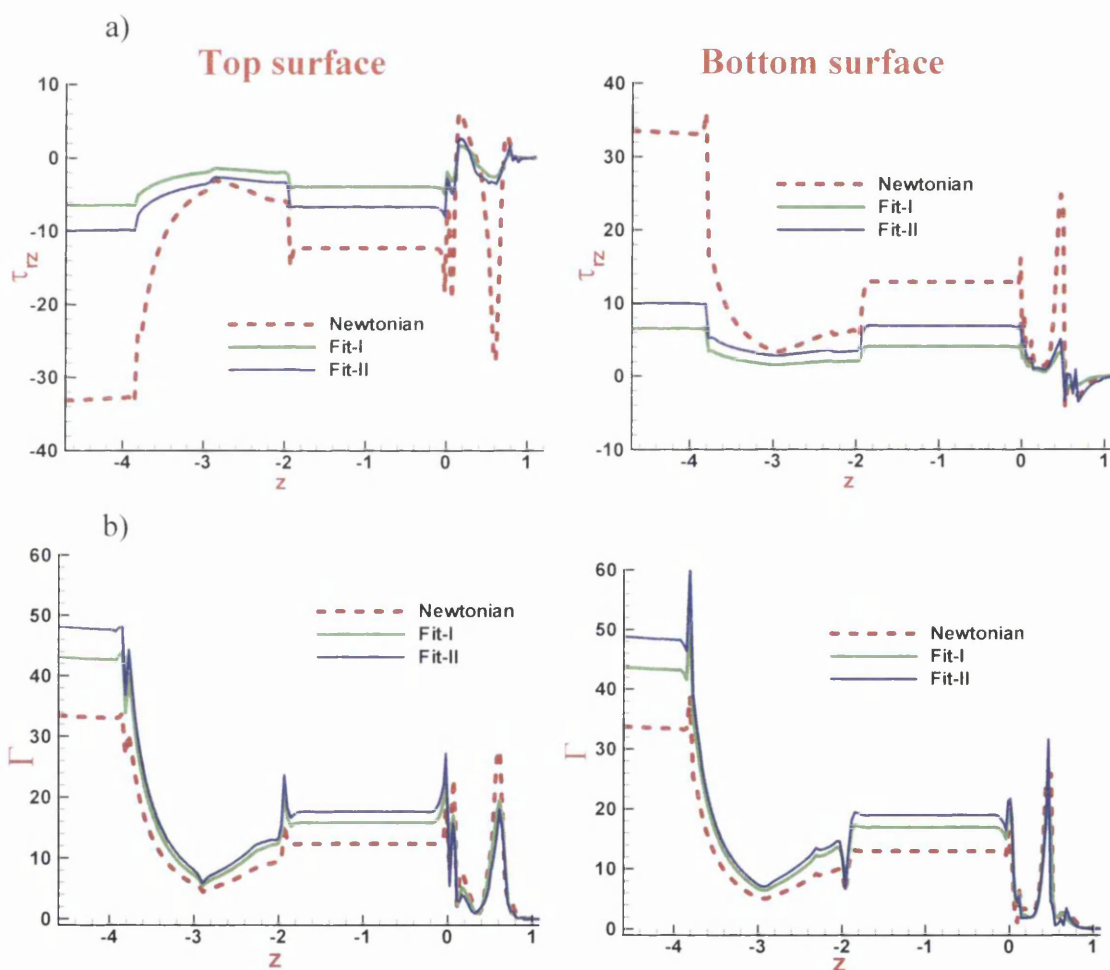 a)
Top surface
Bottom surface
10
0
-10
-20
-30
-40
τrz
-4 -3 -2 -1 0 1
z
Newtonian
Fit-I
Fit-II
40
30
20
10
0
-10
τrz
-4 -3 -2 -1 0 1
z
Newtonian
Fit-I
Fit-II
b)
60
50
40
30
20
10
0
Γ
-4 -3 -2 -1 0 1
z
Newtonian
Fit-I
Fit-II
60
50
40
30
20
10
0
Γ
-4 -3 -2 -1 0 1
z
Newtonian
Fit-I
Fit-II